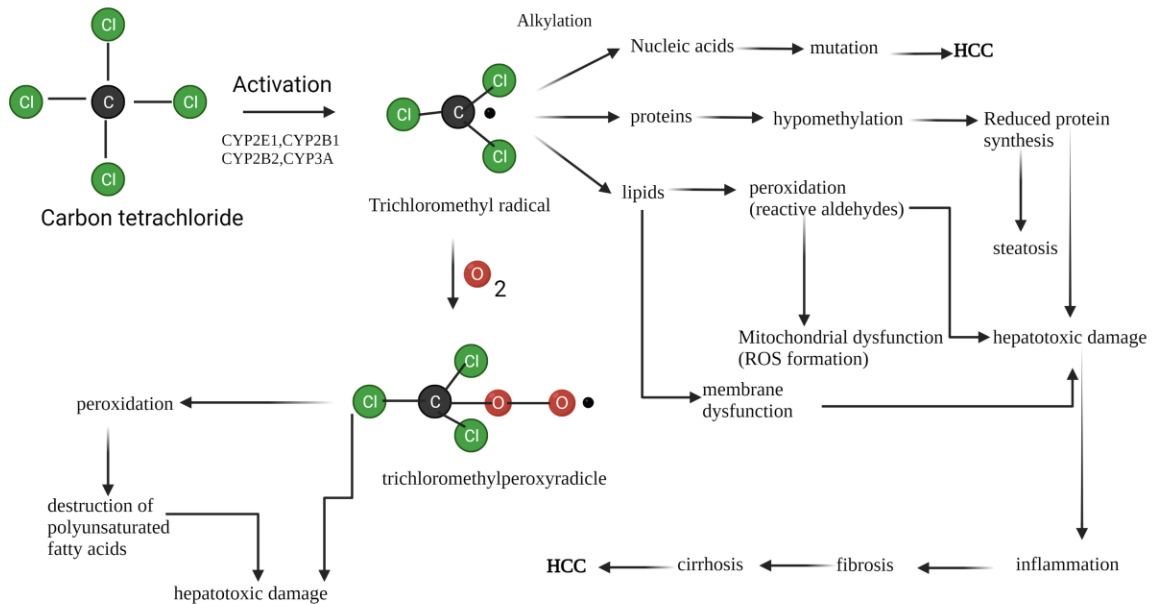 Cl
Cl
C
Cl
Cl
Carbon tetrachloride
Activation
CYP2E1,CYP2B1
CYP2B2,CYP3A
Alkylation
Cl
Cl
C
Cl
Trichloromethyl radical
Nucleic acids
mutation
HCC
proteins
hypomethylation
Reduced protein
synthesis
lipids
peroxidation
(reactive aldehydes)
steatosis
O
2
Mitochondrial dysfunction
(ROS formation)
hepatotoxic damage
membrane
dysfunction
Cl
Cl
C
O
O
Cl
trichloromethylperoxyradicle
peroxidation
destruction of
polyunsaturated
fatty acids
hepatotoxic damage
HCC
cirrhosis
fibrosis
inflammation